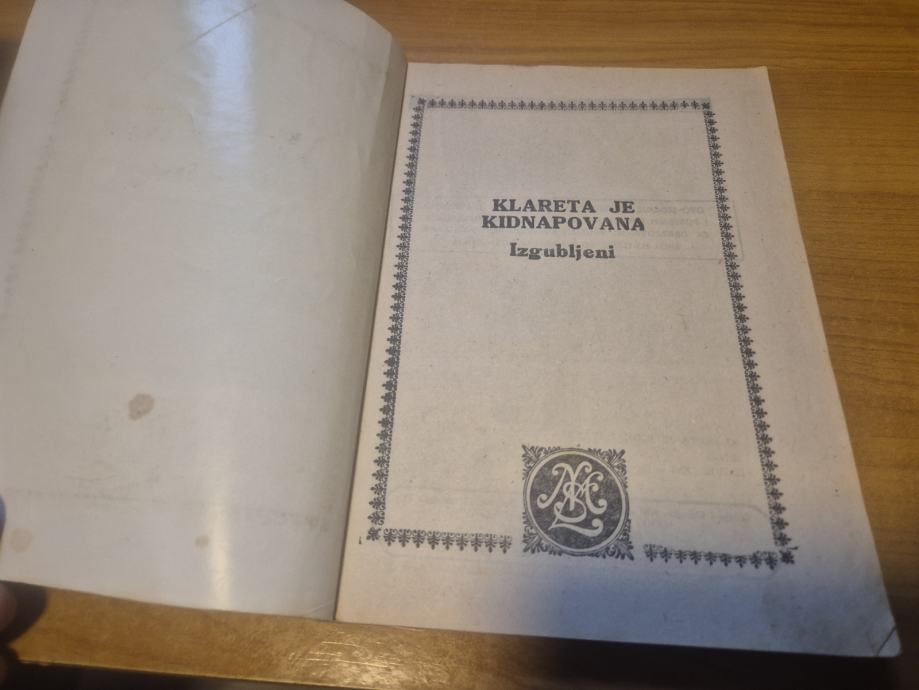 KLARETA JE
KIDNAPOVANA
Izgubljeni